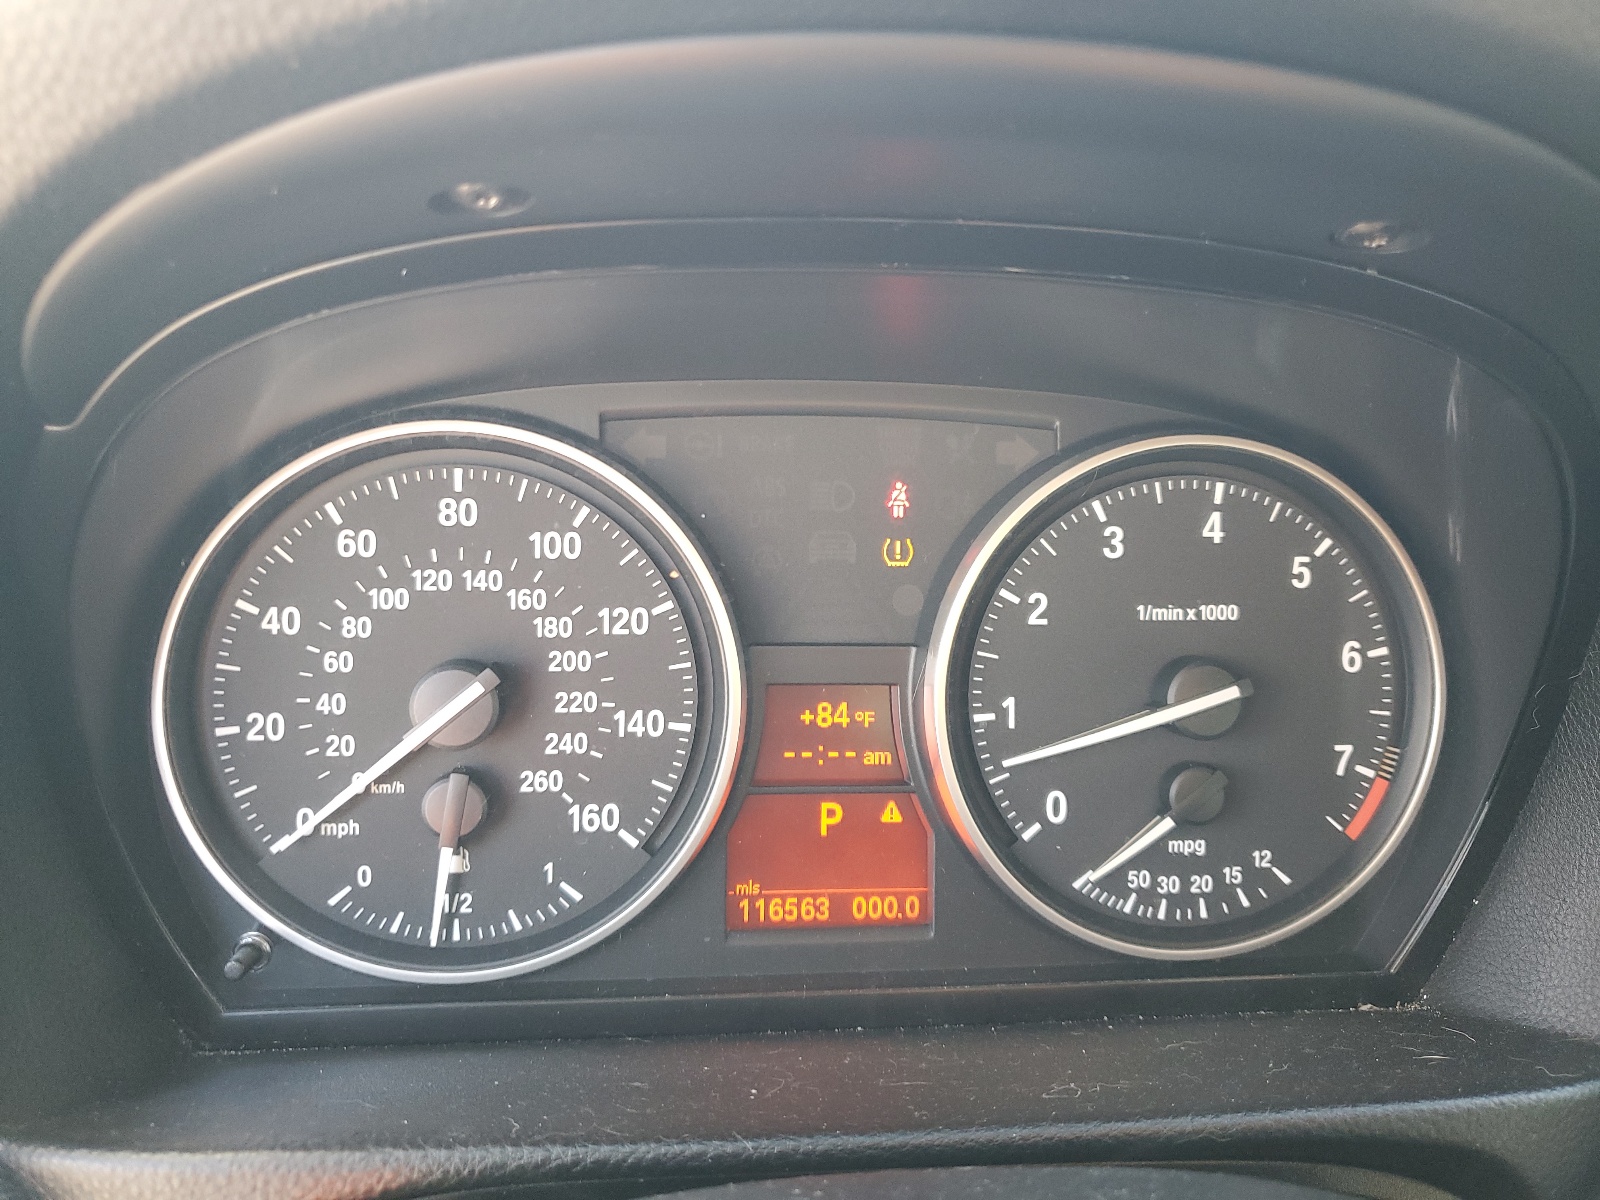 80
60 100
40 120
20 140
0 mph 160
120 140
100 160
80 180
60 200
40 220
20 240
0 km/h 260
0 1/2 1
+84 °F
--:-- am
P
mls
116563 000.0
4
3 5
1/min x 1000
2 6
1 7
0
mpg
50 30 20 15 12